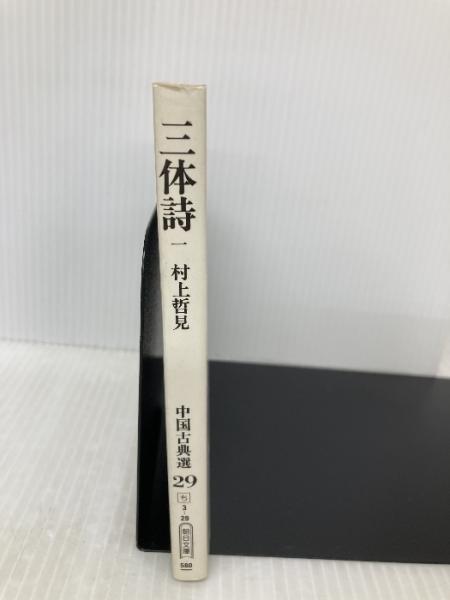 三体詩 一 村上哲見
中国古典選 29
ち
3-29
朝日文庫
580